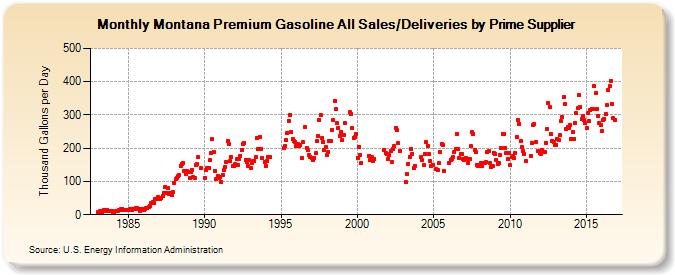 Monthly Montana Premium Gasoline All Sales/Deliveries by Prime Supplier
Thousand Gallons per Day
500
400
300
200
100
0
1985 1990 1995 2000 2005 2010 2015
Source: U.S. Energy Information Administration